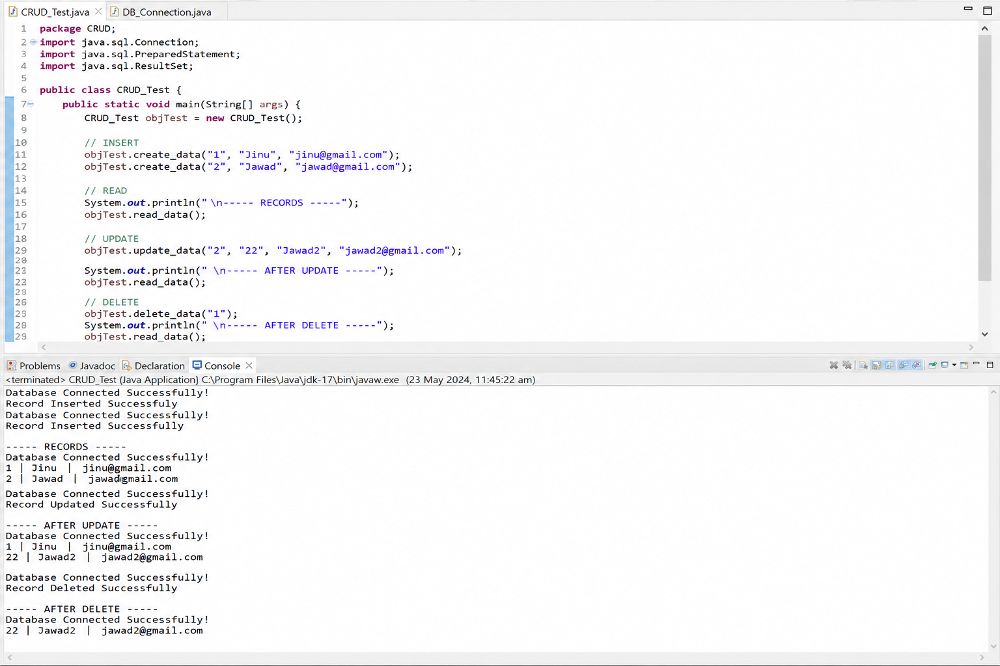 CRUD_Test.java DB_Connection.java
1 package CRUD;
2 import java.sql.Connection;
3 import java.sql.PreparedStatement;
4 import java.sql.ResultSet;
5
6 public class CRUD_Test {
7 public static void main(String[] args) {
8 CRUD_Test objTest = new CRUD_Test();
9
10 // INSERT
11 objTest.create_data("1", "Jinu", "jinu@gmail.com");
12 objTest.create_data("2", "Jawad", "jawad@gmail.com");
13
14 // READ
15 System.out.println(" \n----- RECORDS -----");
16 objTest.read_data();
17
18 // UPDATE
29 objTest.update_data("2", "22", "Jawad2", "jawad2@gmail.com");
20
21 System.out.println(" \n----- AFTER UPDATE -----");
23 objTest.read_data();
23
26 // DELETE
23 objTest.delete_data("1");
28 System.out.println(" \n----- AFTER DELETE -----");
29 objTest.read_data();
Problems Javadoc Declaration Console
<terminated> CRUD_Test (Java Application] C:\Program Files\Java\jdk-17\bin\javaw.exe (23 May 2024, 11:45:22 am)
Database Connected Successfully!
Record Inserted Successfuly
Database Connected Successfully!
Record Inserted Successfully
----- RECORDS -----
Database Connected Successfully!
1 | Jinu | jinu@gmail.com
2 | Jawad |
Database Connected Successfully!
Record Updated Successfully
----- AFTER UPDATE -----
Database Connected Successfully!
1 | Jinu | jinu@gmail.com
22 | Jawad2 | jawad2@gmail.com
Database Connected Successfully!
Record Deleted Successfully
----- AFTER DELETE -----
Database Connected Successfully!
22 | Jawad2 | jawad2@gmail.com